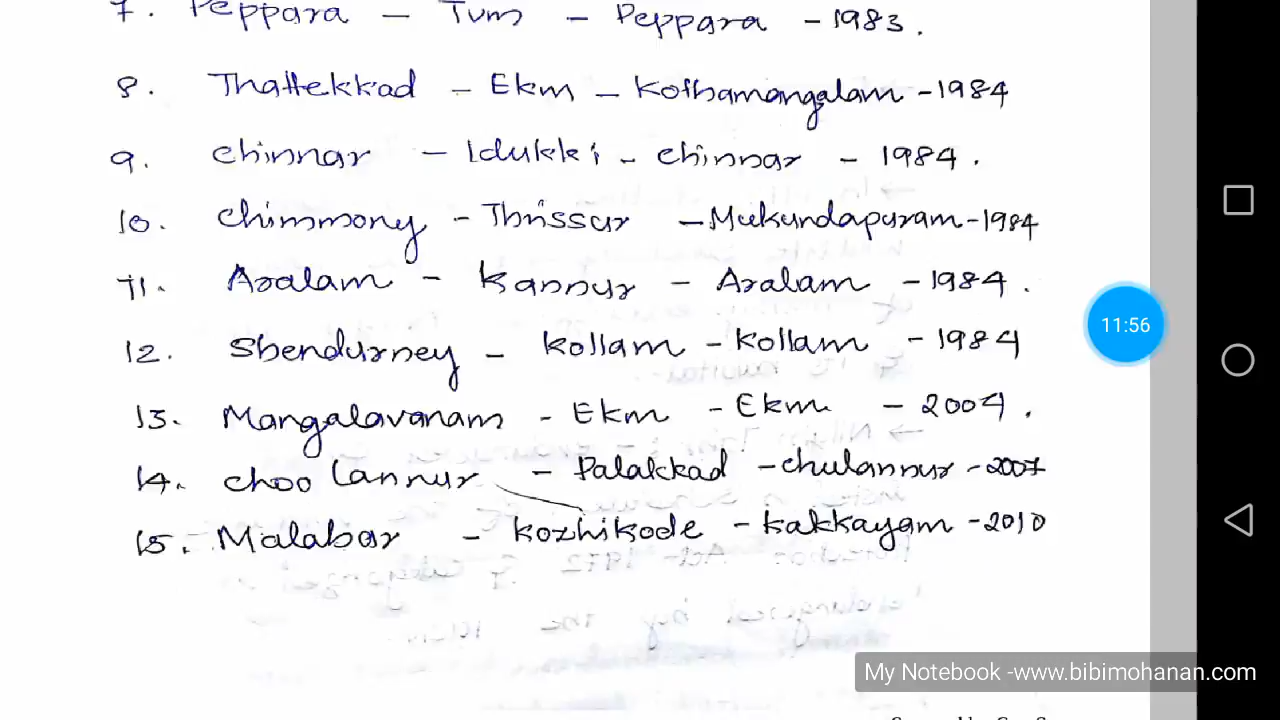 7. Peppara - Tvm - Peppara - 1983.
8. Thattekkad - Ekm - Kothamangalam - 1984
9. Chinnar - Idukki - Chinnar - 1984.
10. Chimmony - Thrissur - Mukundapuram - 1984
11. Aralam - Kannur - Aralam - 1984.
12. Shendurney - Kollam - Kollam - 1984
13. Mangalavanam - Ekm - Ekm - 2004.
14. Choolannur - Palakkad - Chulannur - 2007
15. Malabar - Kozhikode - Kakkayam - 2010
11:56
My Notebook -www.bibimohanan.com